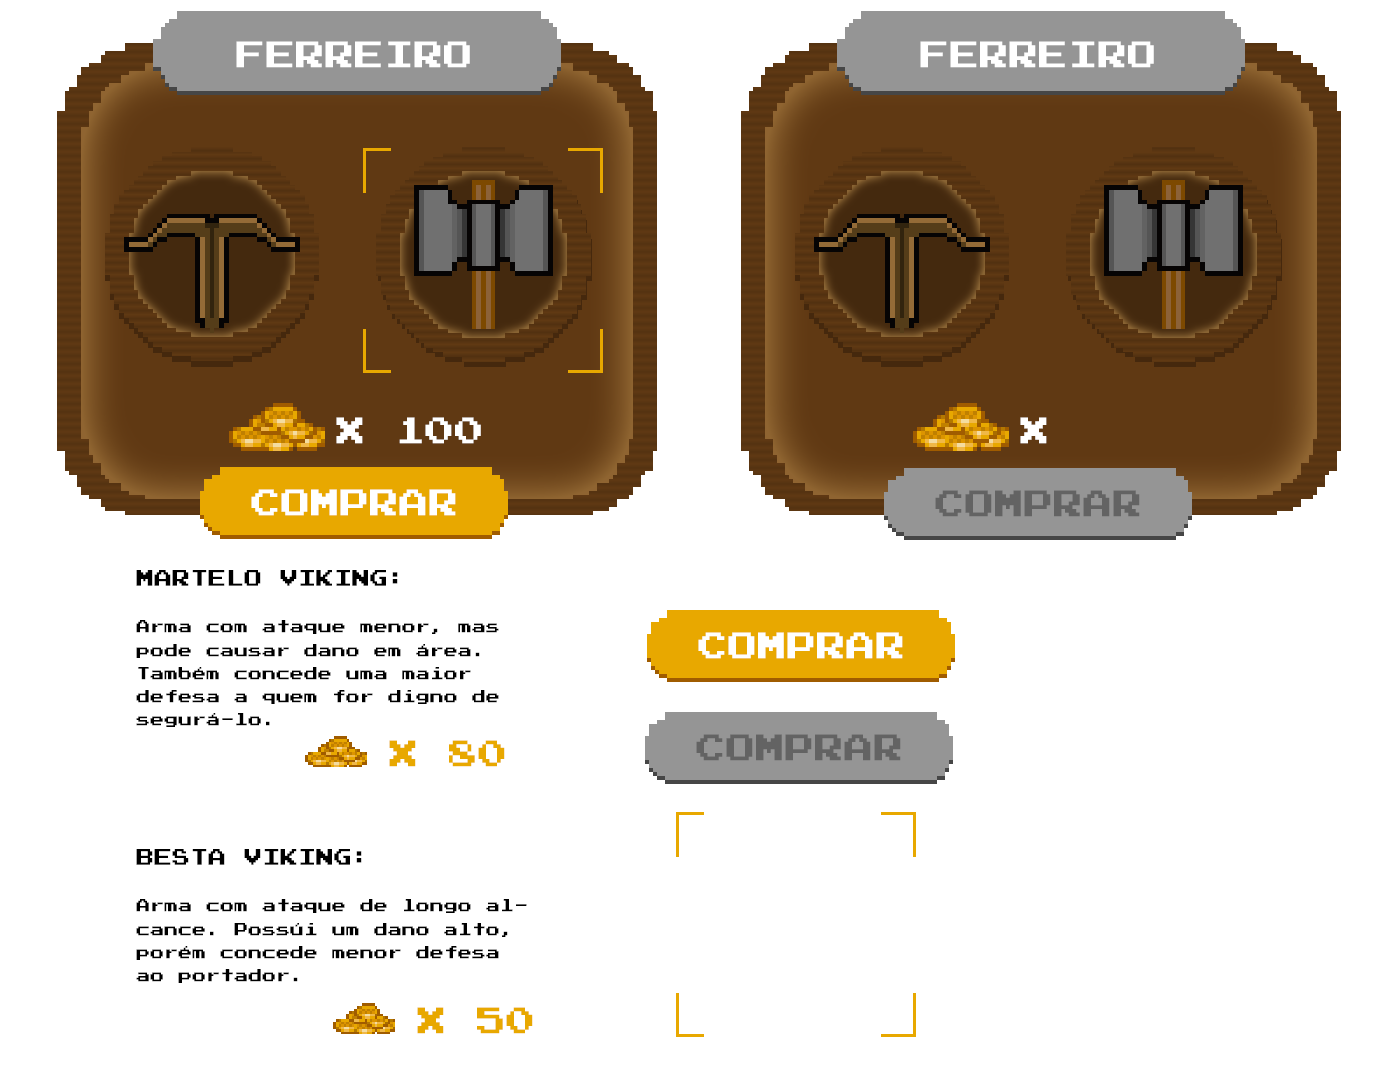 FERREIRO
X 100
COMPRAR
FERREIRO
X
COMPRAR
MARTELO VIKING:
Arma com ataque menor, mas
pode causar dano em área.
Também concede uma maior
defesa a quem for digno de
segurá-lo.
X 80
COMPRAR
COMPRAR
BESTA VIKING:
Arma com ataque de longo al-
cance. Possúi um dano alto,
porém concede menor defesa
ao portador.
X 50